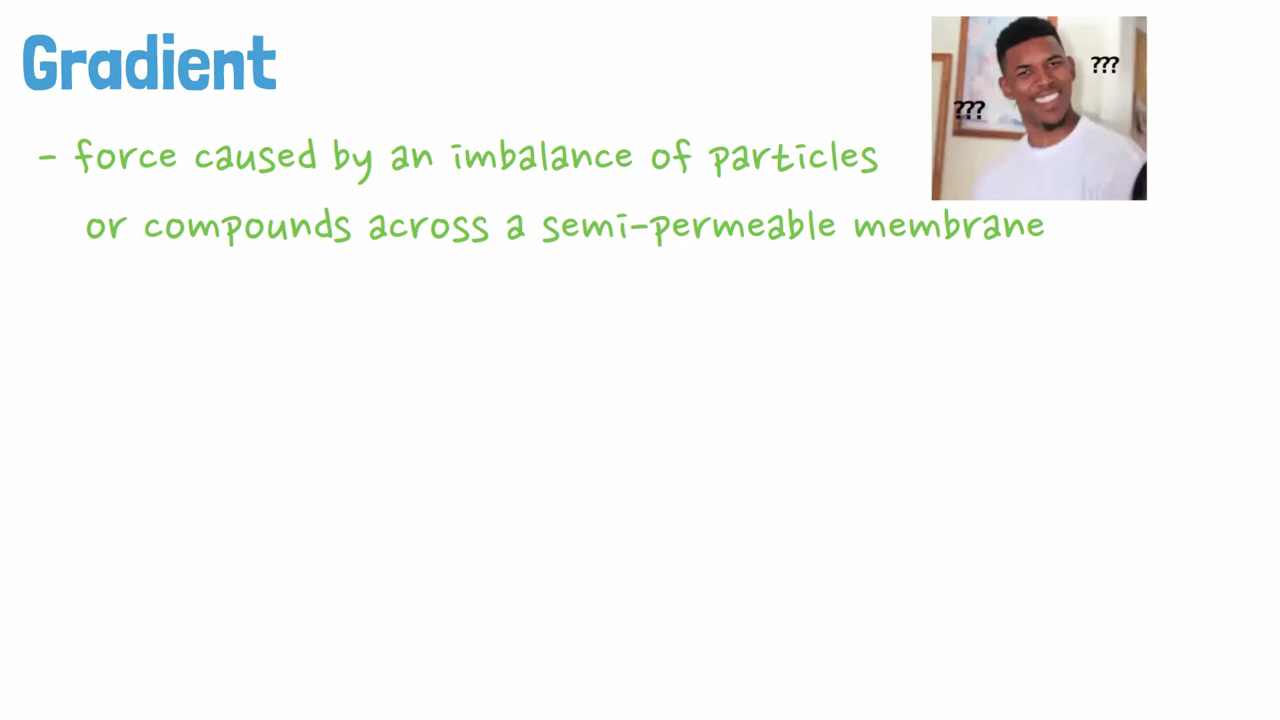 Gradient
???
???
- force caused by an imbalance of particles
or compounds across a semi-permeable membrane